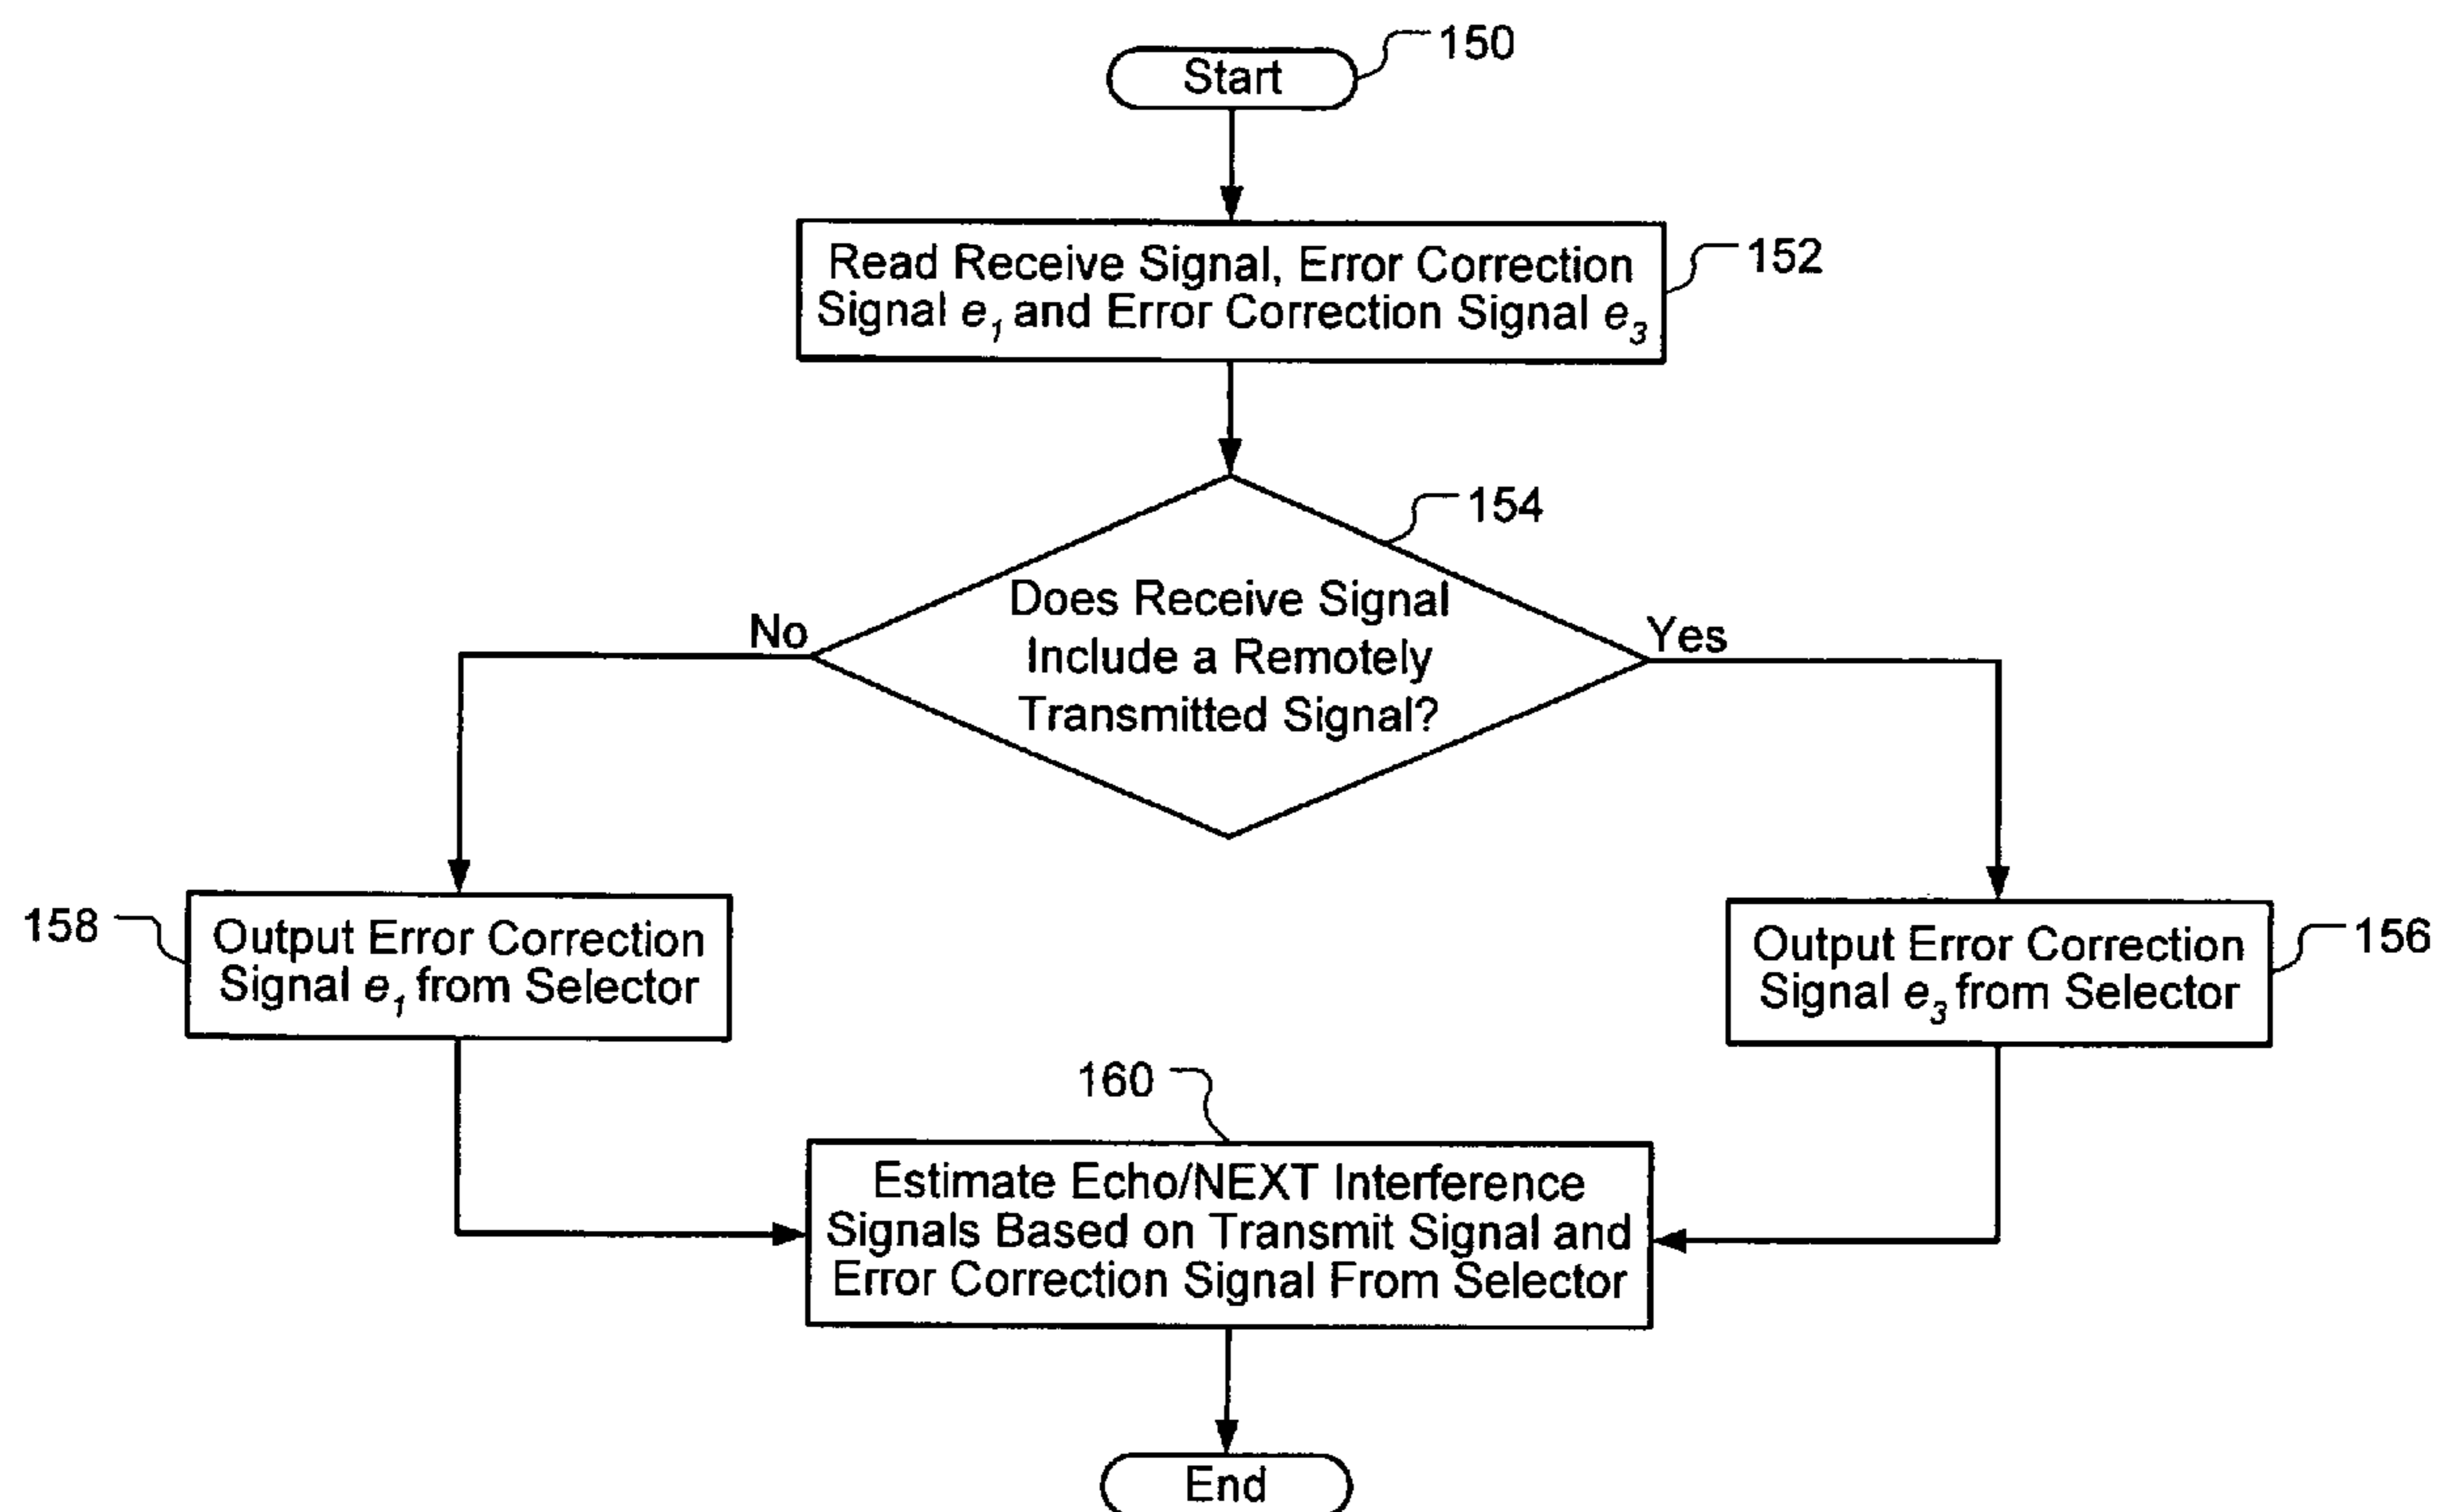 Start
150
Read Receive Signal, Error Correction
Signal e₁ and Error Correction Signal e₃
152
154
Does Receive Signal
Include a Remotely
Transmitted Signal?
No
Yes
158
Output Error Correction
Signal e₁ from Selector
Output Error Correction
Signal e₃ from Selector
156
160
Estimate Echo/NEXT Interference
Signals Based on Transmit Signal and
Error Correction Signal From Selector
End